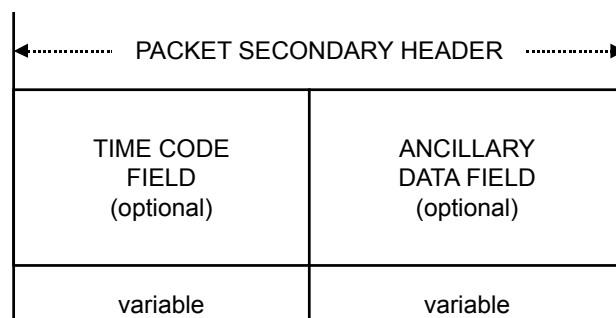 PACKET SECONDARY HEADER
TIME CODE
FIELD
(optional)
ANCILLARY
DATA FIELD
(optional)
variable
variable